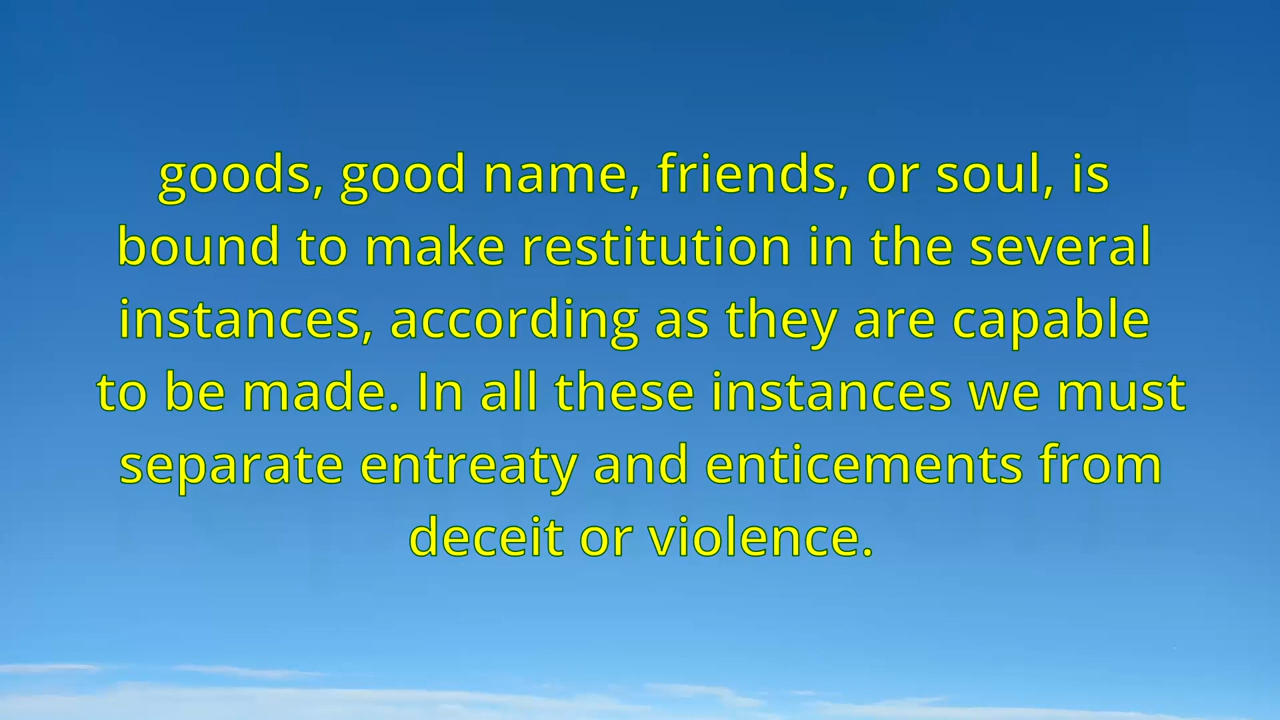 goods, good name, friends, or soul, is
bound to make restitution in the several
instances, according as they are capable
to be made. In all these instances we must
separate entreaty and enticements from
deceit or violence.